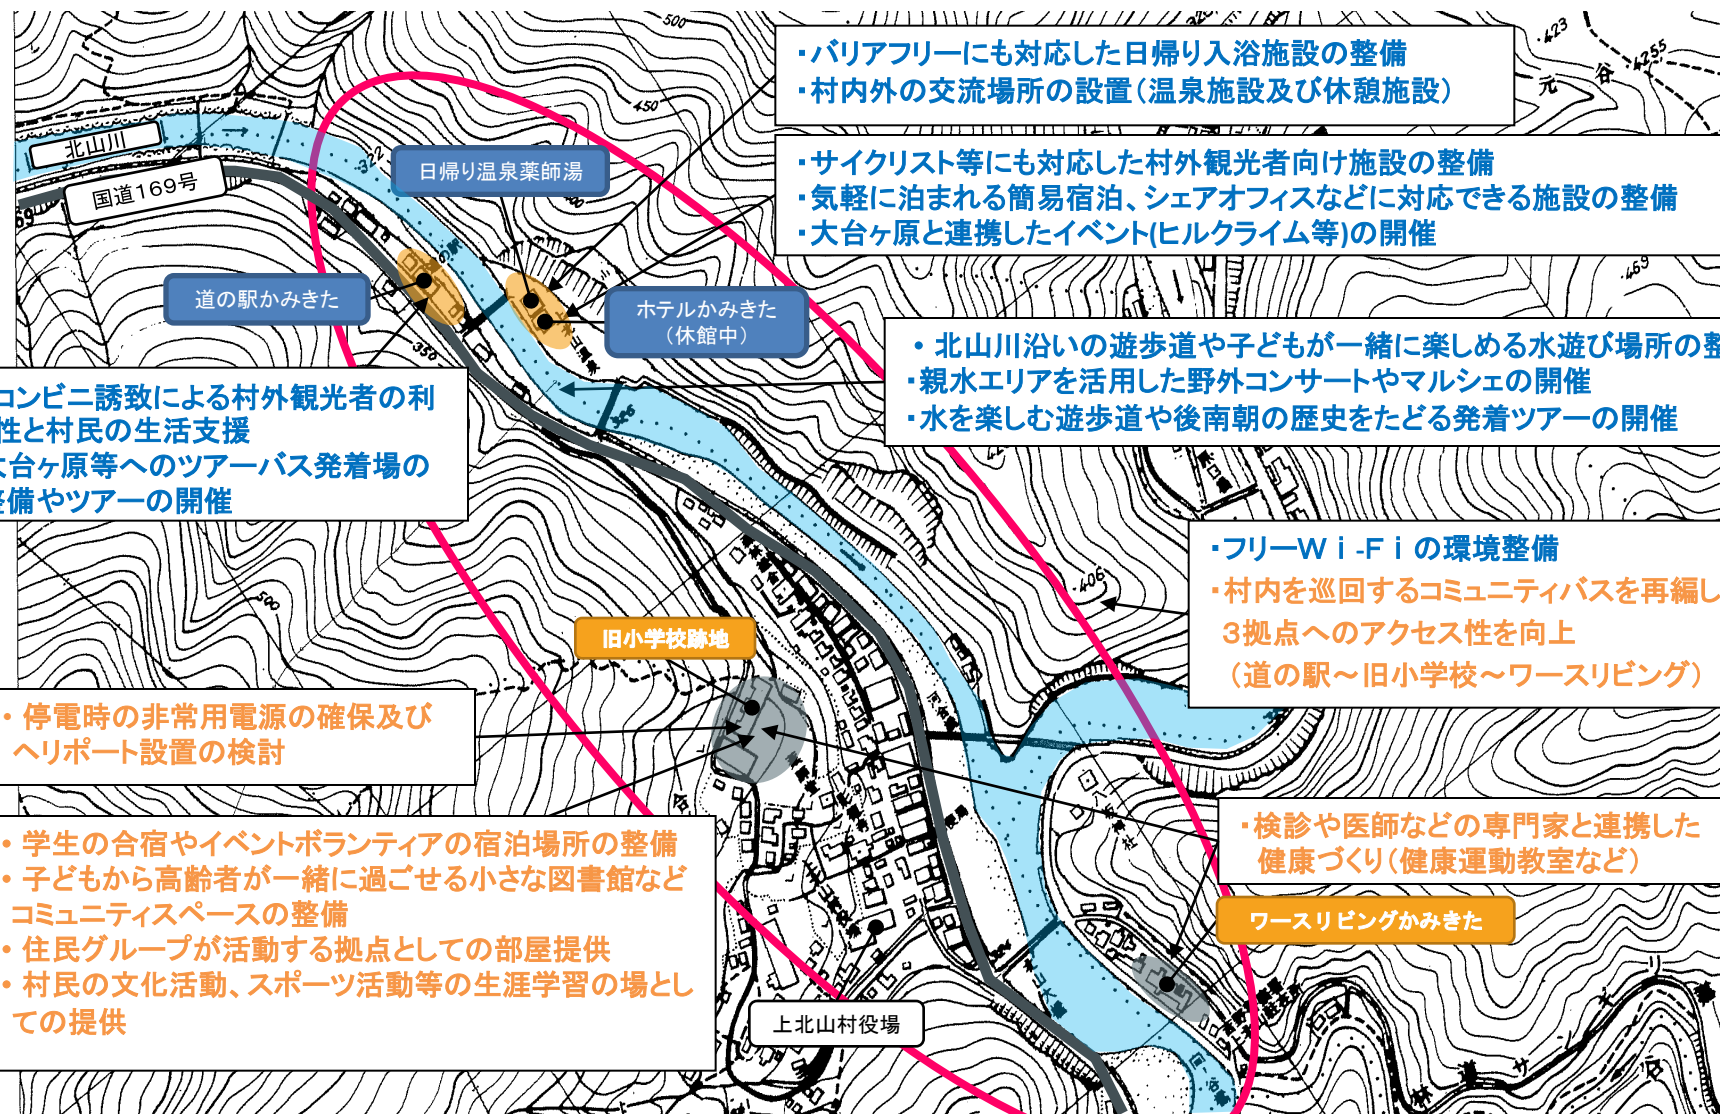 ・バリアフリーにも対応した日帰り入浴施設の整備
・村内外の交流場所の設置(温泉施設及び休憩施設)
・サイクリスト等にも対応した村外観光者向け施設の整備
・気軽に泊まれる簡易宿泊、シェアオフィスなどに対応できる施設の整備
・大台ヶ原と連携したイベント(ヒルクライム等)の開催
元谷
423
4255
500
450
北山川
国道169号
322
日帰り温泉薬師湯
469
道の駅かみきた
ホテルかみきた
(休館中)
350
・北山川沿いの遊歩道や子どもが一緒に楽しめる水遊び場所の整
・親水エリアを活用した野外コンサートやマルシェの開催
・水を楽しむ遊歩道や後南朝の歴史をたどる発着ツアーの開催
コンビニ誘致による村外観光者の利
性と村民の生活支援
大台ヶ原等へのツアーバス発着場の
整備やツアーの開催
326
・フリーWi-Fiの環境整備
・村内を巡回するコミュニティバスを再編し
3拠点へのアクセス性を向上
(道の駅～旧小学校～ワースリビング)
406
500
旧小学校跡地
・停電時の非常用電源の確保及び
ヘリポート設置の検討
・学生の合宿やイベントボランティアの宿泊場所の整備
・子どもから高齢者が一緒に過ごせる小さな図書館など
コミュニティスペースの整備
・住民グループが活動する拠点としての部屋提供
・村民の文化活動、スポーツ活動等の生涯学習の場とし
ての提供
・検診や医師などの専門家と連携した
健康づくり(健康運動教室など)
ワースリビングかみきた
上北山村役場
林道サ